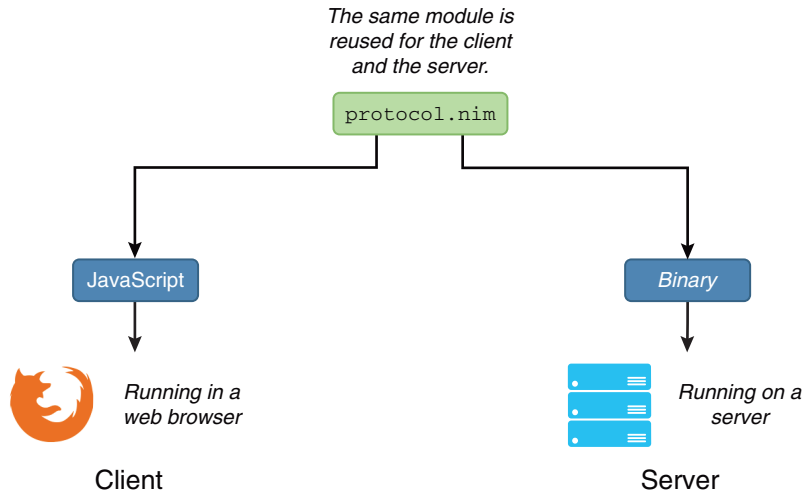 The same module is
reused for the client
and the server.
protocol.nim
JavaScript
Binary
Running in a
web browser
Running on a
server
Client
Server